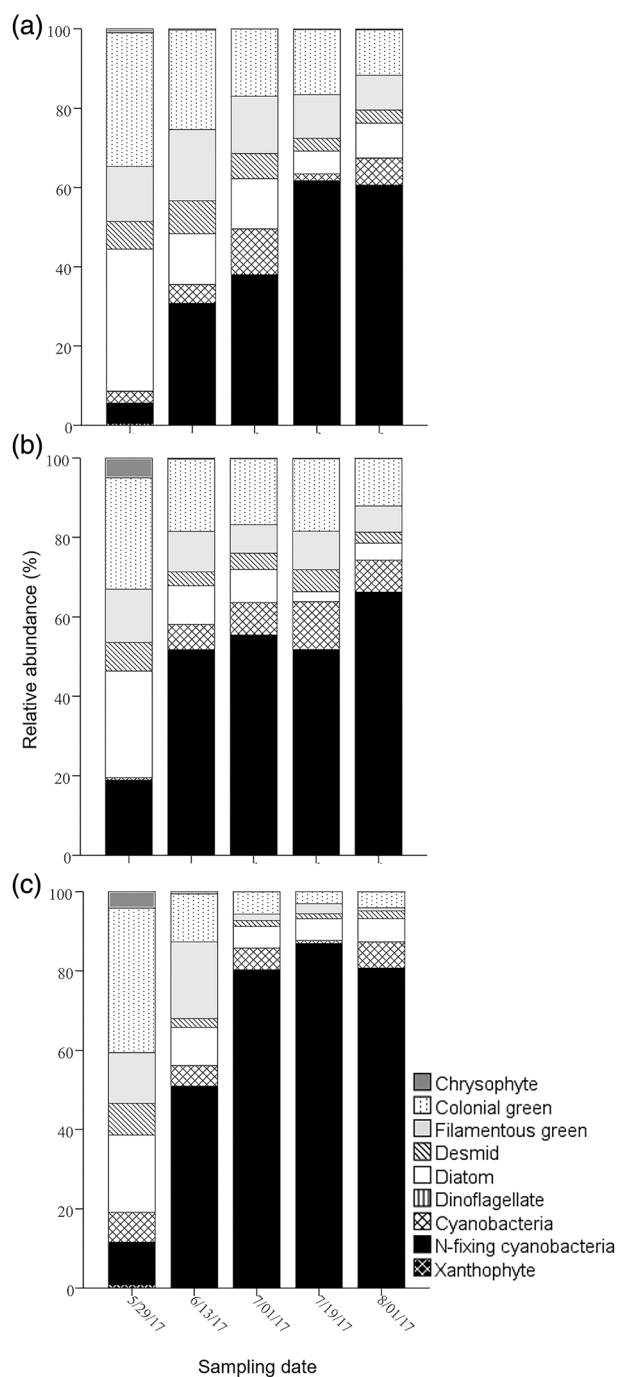 (a)
100
80
60
40
20
0
(b)
100
80
60
40
20
0
Relative abundance (%)
(c)
100
80
60
40
20
0
Chrysophyte
Colonial green
Filamentous green
Desmid
Diatom
Dinoflagellate
Cyanobacteria
N-fixing cyanobacteria
Xanthophyte
5/29/17
6/13/17
7/01/17
7/19/17
8/01/17
Sampling date